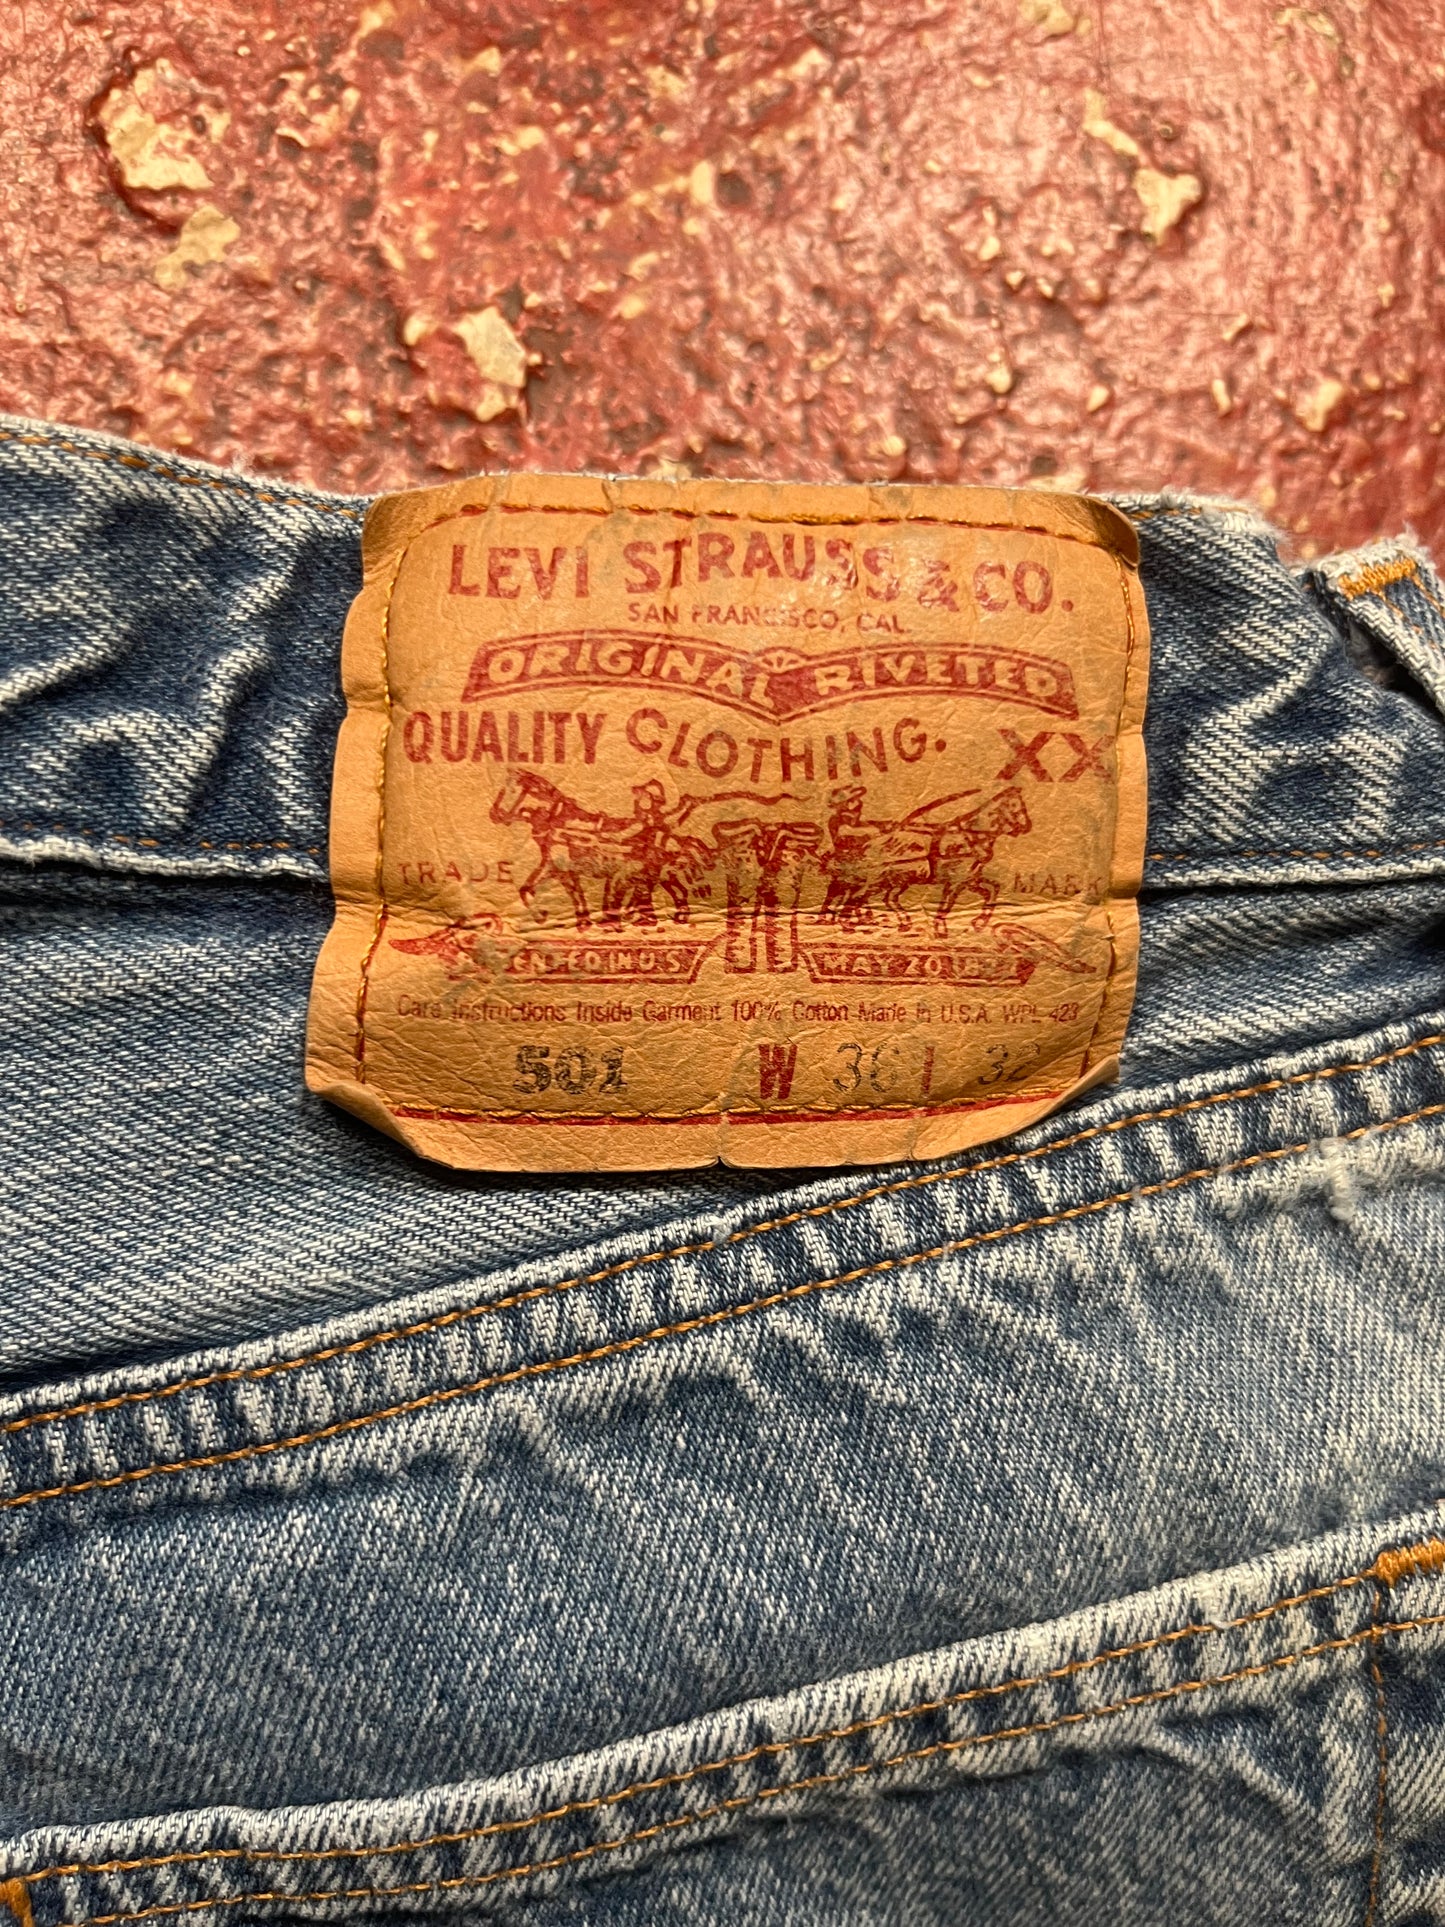 LEVI STRAUSS & CO.
SAN FRANCISCO, CAL.
ORIGINAL RIVETED
QUALITY CLOTHING. XX
TRADE MARK
MAY 20
Care Instructions Inside Garment 100% Cotton Made in U.S.A. WPL 423
501 W 36 L 32